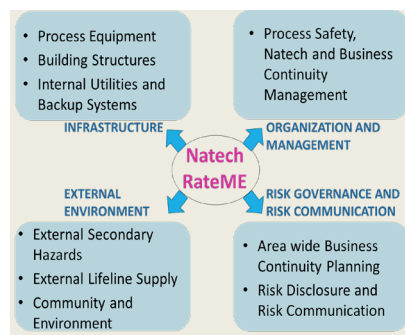 • Process Equipment
• Building Structures
• Internal Utilities and
Backup Systems
INFRASTRUCTURE
• Process Safety,
Natech and Business
Continuity
Management
ORGANIZATION AND
MANAGEMENT
Natech
RateME
EXTERNAL
ENVIRONMENT
• External Secondary
Hazards
• External Lifeline Supply
• Community and
Environment
RISK GOVERNANCE AND
RISK COMMUNICATION
• Area wide Business
Continuity Planning
• Risk Disclosure and
Risk Communication